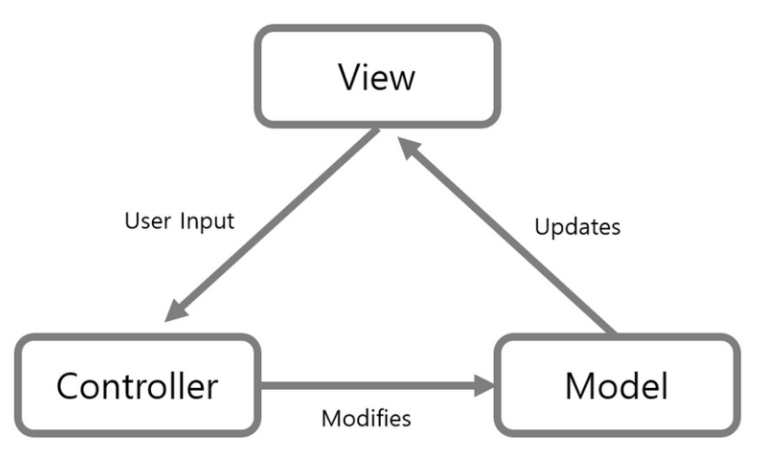 View
User Input
Updates
Controller
Modifies
Model